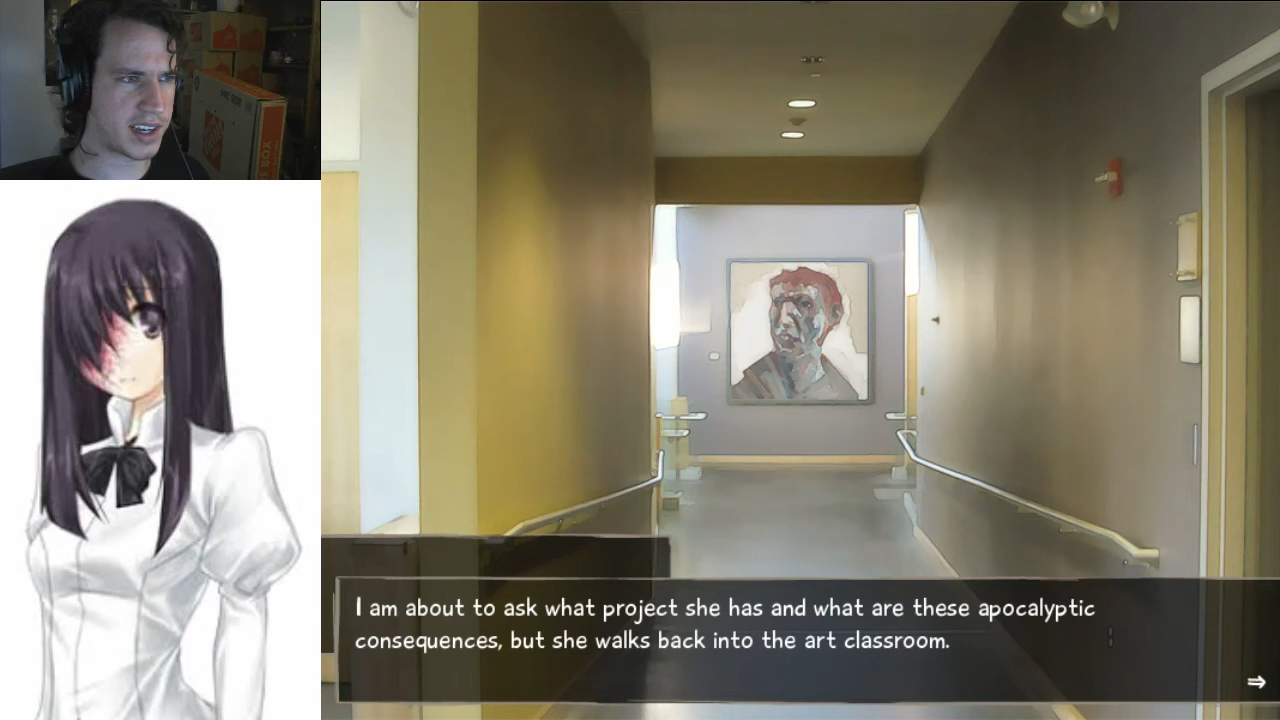 I am about to ask what project she has and what are these apocalyptic
consequences, but she walks back into the art classroom.